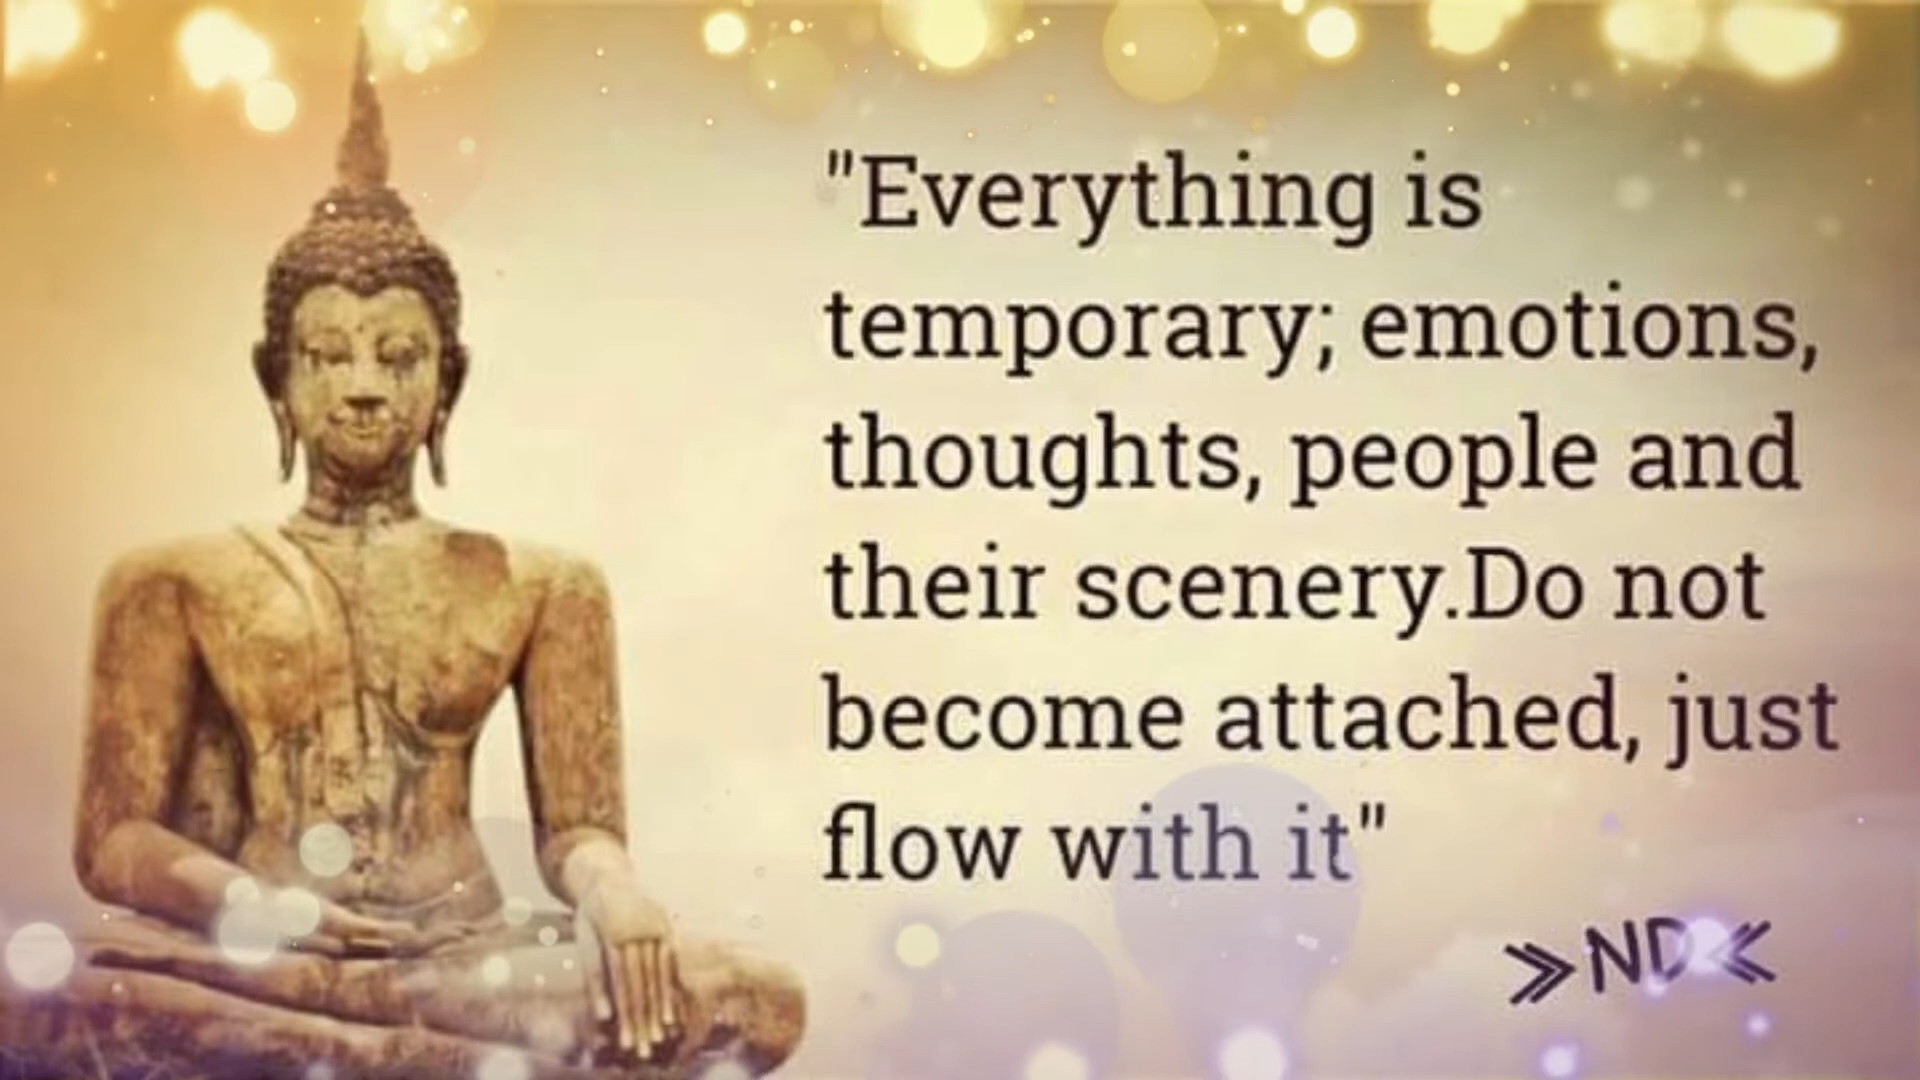 "Everything is
temporary; emotions,
thoughts, people and
their scenery.Do not
become attached, just
flow with it"
»ND«